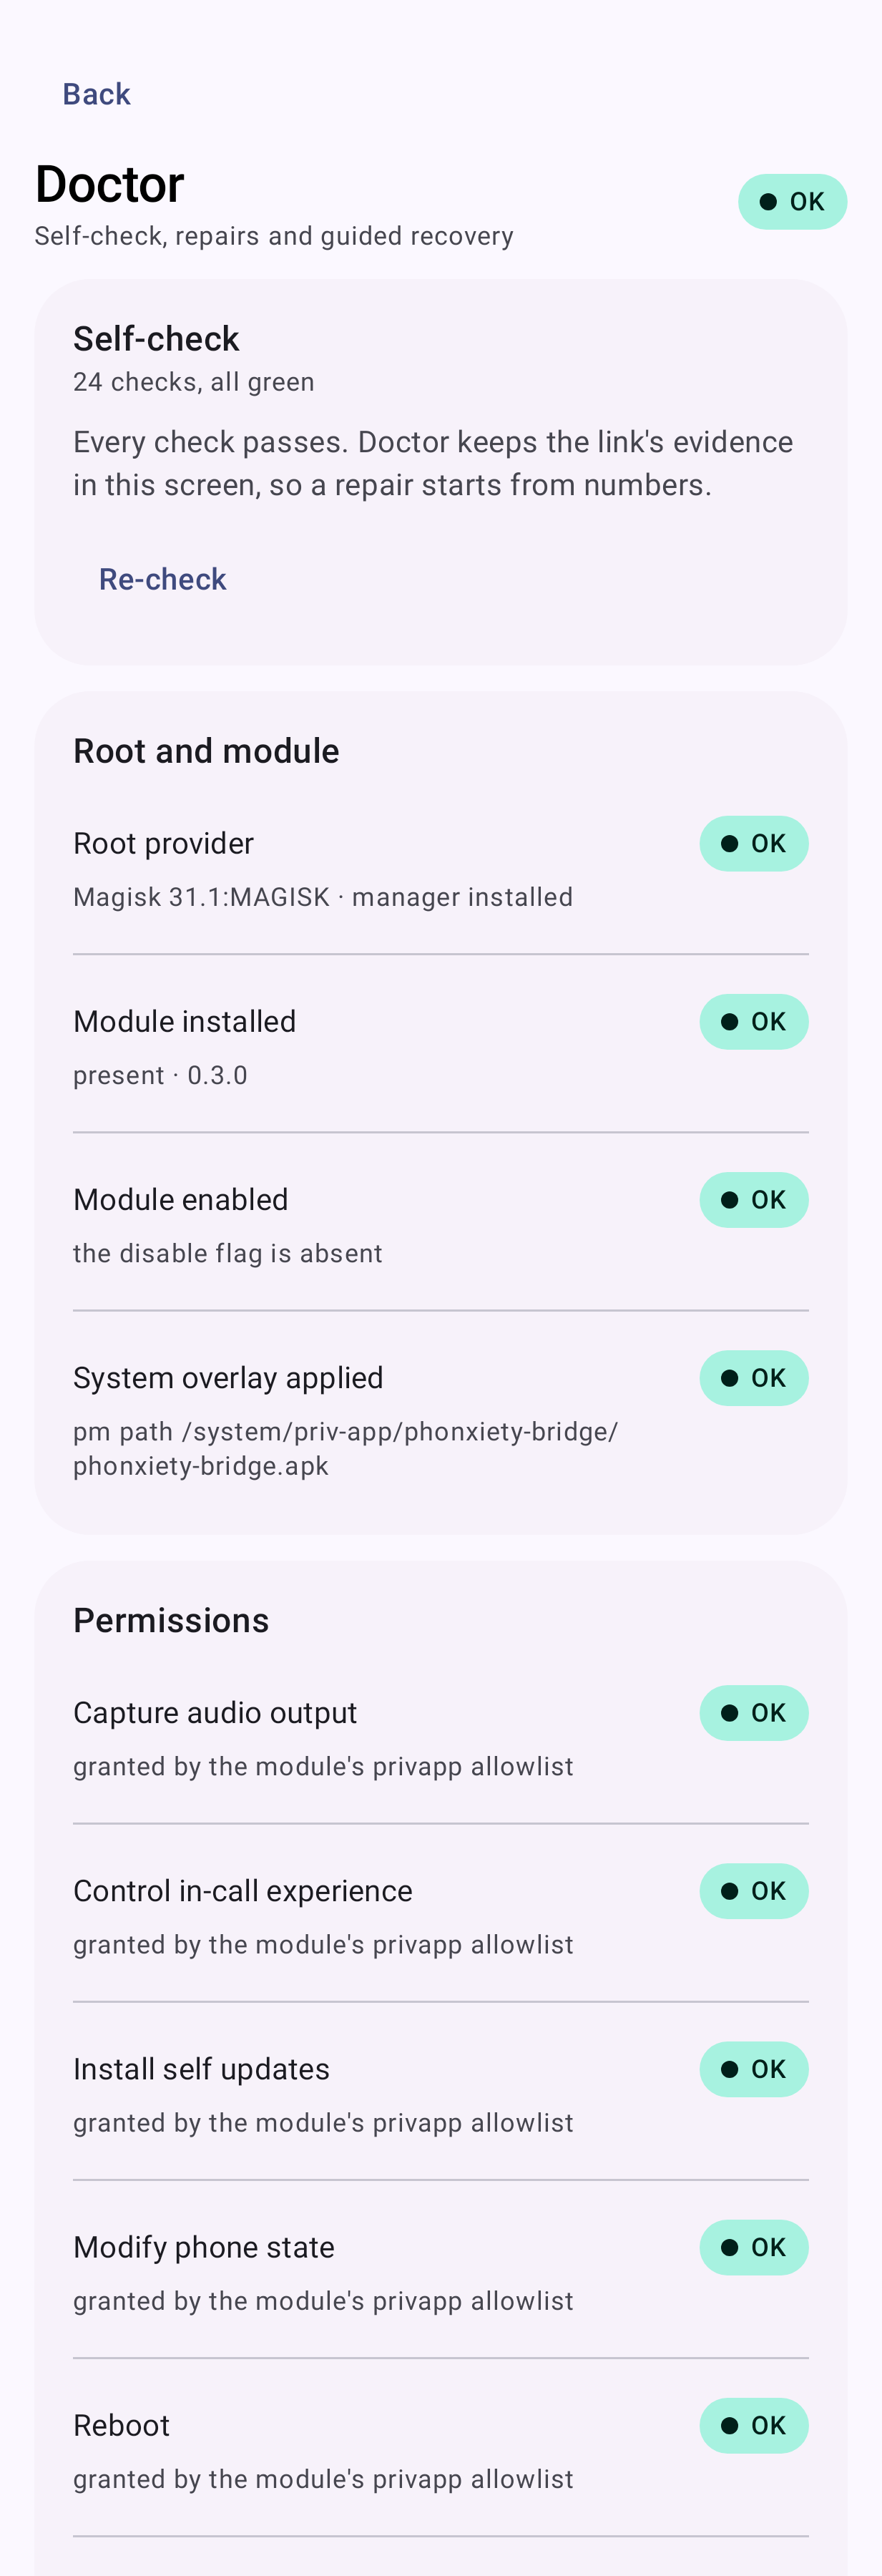 Back
Doctor
OK
Self-check, repairs and guided recovery
Self-check
24 checks, all green
Every check passes. Doctor keeps the link's evidence
in this screen, so a repair starts from numbers.
Re-check
Root and module
Root provider
OK
Magisk 31.1:MAGISK · manager installed
Module installed
OK
present · 0.3.0
Module enabled
OK
the disable flag is absent
System overlay applied
OK
pm path /system/priv-app/phonxiety-bridge/
phonxiety-bridge.apk
Permissions
Capture audio output
OK
granted by the module's privapp allowlist
Control in-call experience
OK
granted by the module's privapp allowlist
Install self updates
OK
granted by the module's privapp allowlist
Modify phone state
OK
granted by the module's privapp allowlist
Reboot
OK
granted by the module's privapp allowlist